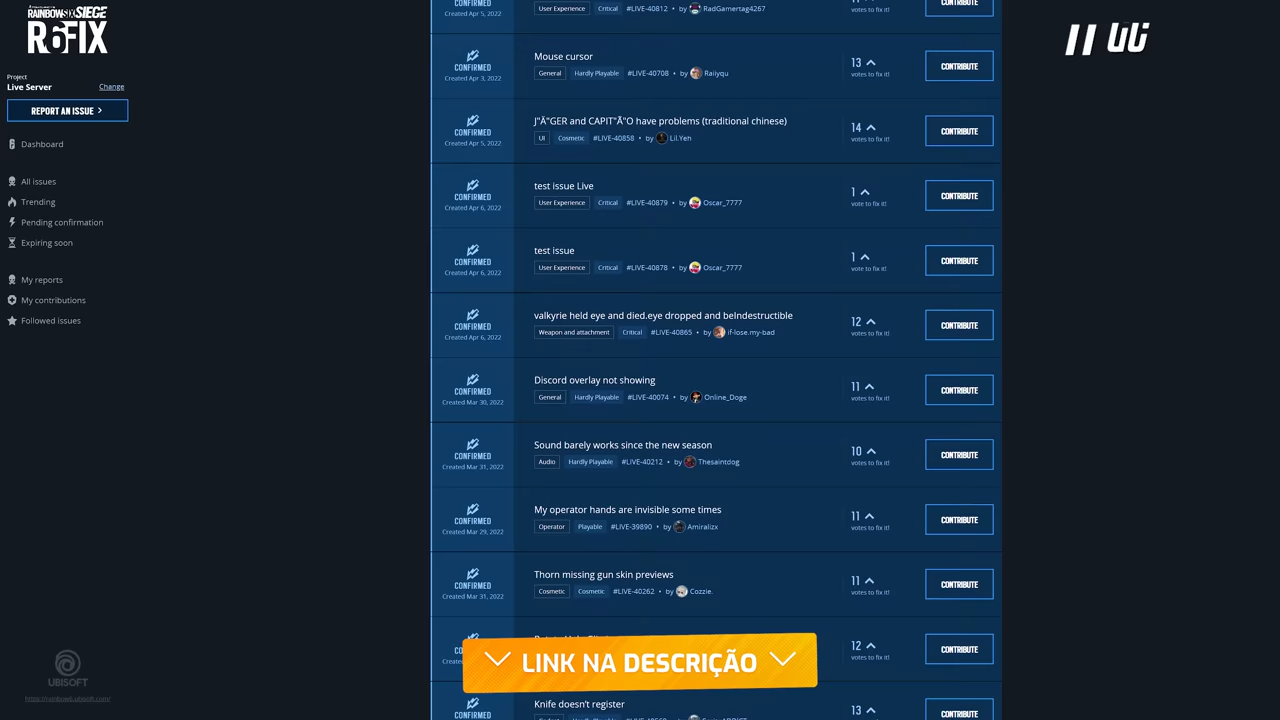 RAINBOWSIX SIEGE
R6FIX
Project
Live Server
Change
REPORT AN ISSUE >
Dashboard
All issues
Trending
Pending confirmation
Expiring soon
My reports
My contributions
Followed issues
UBISOFT
https://rainbow6.ubisoft.com/
Created Apr 5, 2022
User Experience Critical #LIVE-40812 • by RadGamertag4267
votes to fix it!
CONFIRMED
Created Apr 3, 2022
Mouse cursor
General Hardly Playable #LIVE-40708 • by Raiiyqu
13
votes to fix it!
CONTRIBUTE
CONFIRMED
Created Apr 5, 2022
J"Ä"GER and CAPIT"Ã"O have problems (traditional chinese)
UI Cosmetic #LIVE-40858 • by Lil.Yeh
14
votes to fix it!
CONTRIBUTE
CONFIRMED
Created Apr 6, 2022
test issue Live
User Experience Critical #LIVE-40879 • by Oscar_7777
1
vote to fix it!
CONTRIBUTE
CONFIRMED
Created Apr 6, 2022
test issue
User Experience Critical #LIVE-40878 • by Oscar_7777
1
vote to fix it!
CONTRIBUTE
CONFIRMED
Created Apr 6, 2022
valkyrie held eye and died.eye dropped and beIndestructible
Weapon and attachment Critical #LIVE-40865 • by if-lose.my-bad
12
votes to fix it!
CONTRIBUTE
CONFIRMED
Created Mar 30, 2022
Discord overlay not showing
General Hardly Playable #LIVE-40074 • by Online_Doge
11
votes to fix it!
CONTRIBUTE
CONFIRMED
Created Mar 31, 2022
Sound barely works since the new season
Audio Hardly Playable #LIVE-40212 • by Thesaintdog
10
votes to fix it!
CONTRIBUTE
CONFIRMED
Created Mar 29, 2022
My operator hands are invisible some times
Operator Playable #LIVE-39890 • by Amiralizx
11
votes to fix it!
CONTRIBUTE
CONFIRMED
Created Mar 31, 2022
Thorn missing gun skin previews
Cosmetic Cosmetic #LIVE-40262 • by Cozzie.
11
votes to fix it!
CONTRIBUTE
12
votes to fix it!
CONTRIBUTE
LINK NA DESCRIÇÃO
CONFIRMED
Knife doesn't register
13
votes to fix it!
CONTRIBUTE